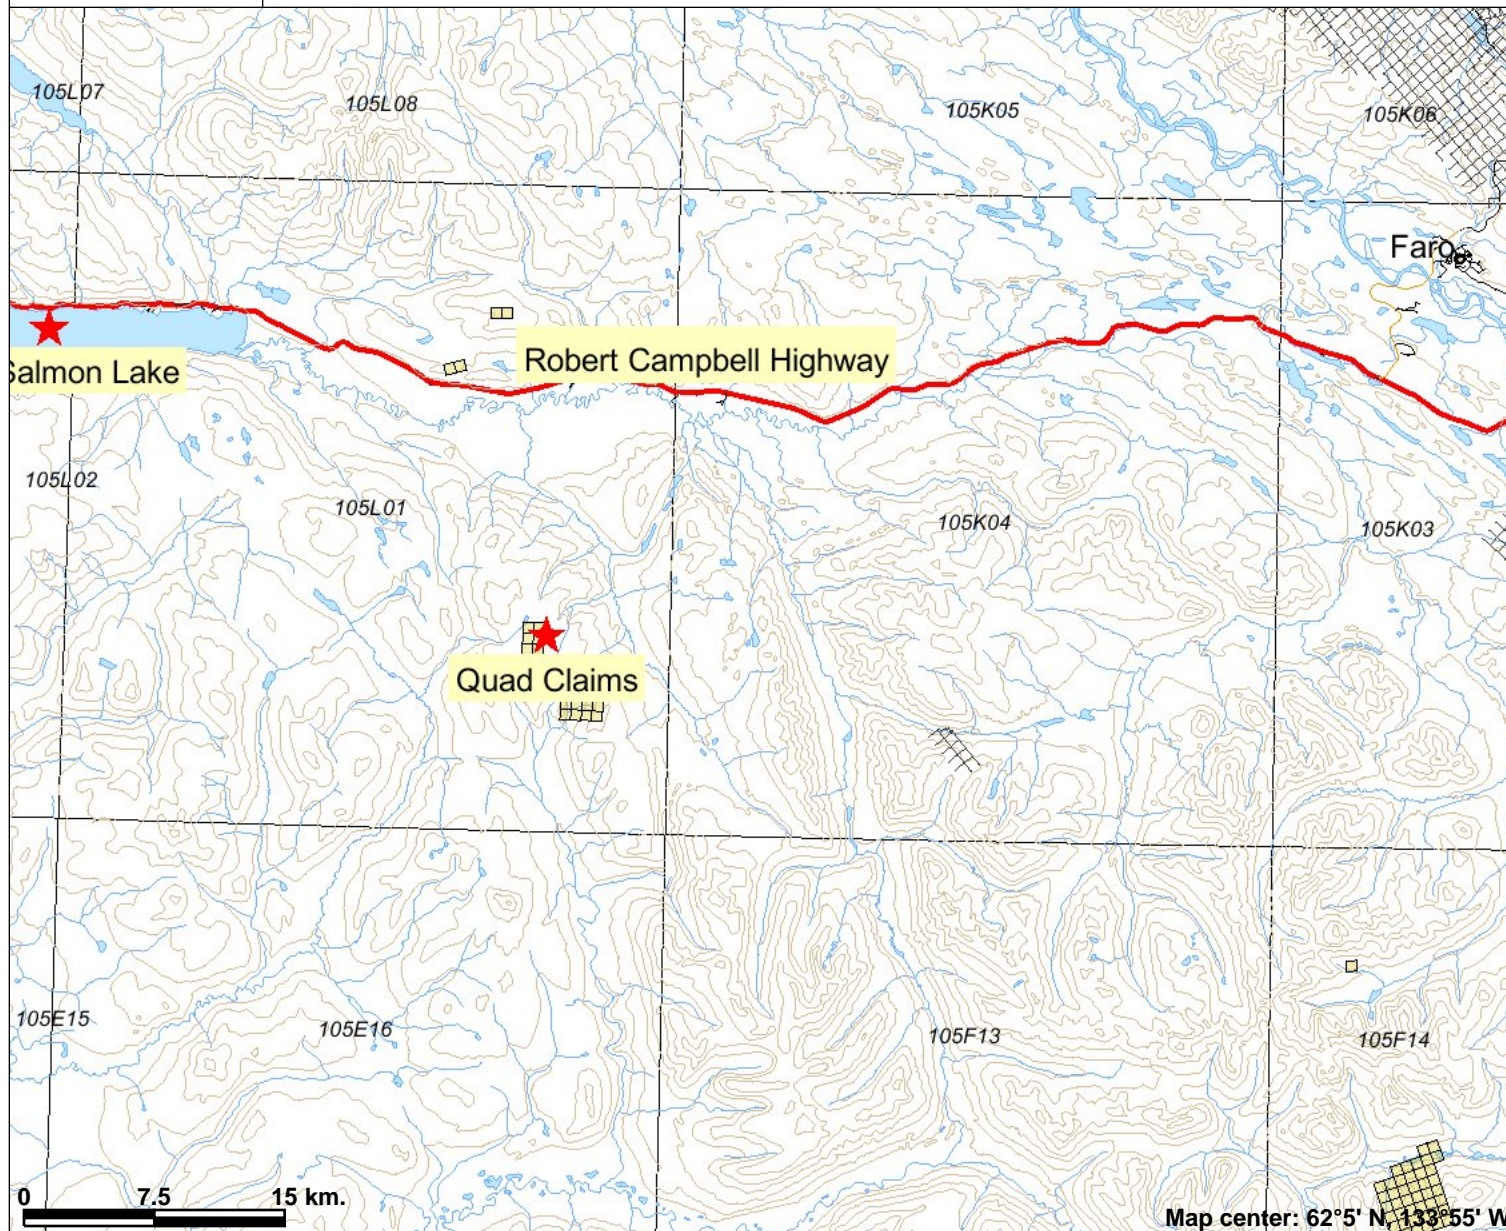 105L07
105L08
105K05
105K06
Faro
Robert Campbell Highway
Salmon Lake
105L02
105L01
105K04
105K03
Quad Claims
105E15
105E16
105F13
105F14
0 7.5 15 km.
Map center: 62°5' N, 133°55' W